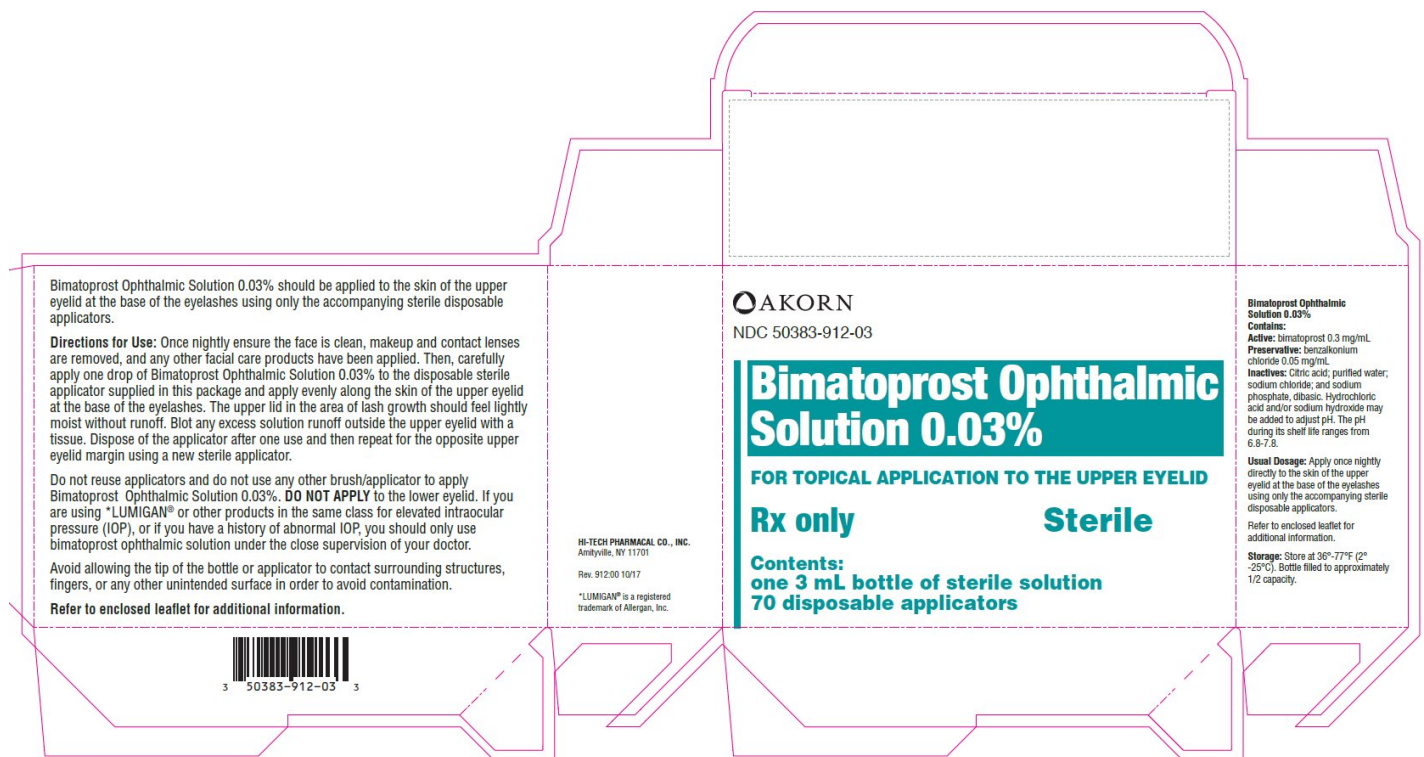 Bimatoprost Ophthalmic Solution 0.03% should be applied to the skin of the upper
eyelid at the base of the eyelashes using only the accompanying sterile disposable
applicators.
Directions for Use: Once nightly ensure the face is clean, makeup and contact lenses
are removed, and any other facial care products have been applied. Then, carefully
apply one drop of Bimatoprost Ophthalmic Solution 0.03% to the disposable sterile
applicator supplied in this package and apply evenly along the skin of the upper eyelid
at the base of the eyelashes. The upper lid in the area of lash growth should feel lightly
moist without runoff. Blot any excess solution runoff outside the upper eyelid with a
tissue. Dispose of the applicator after one use and then repeat for the opposite upper
eyelid margin using a new sterile applicator.
Do not reuse applicators and do not use any other brush/applicator to apply
Bimatoprost Ophthalmic Solution 0.03%. DO NOT APPLY to the lower eyelid. If you
are using *LUMIGAN® or other products in the same class for elevated intraocular
pressure (IOP), or if you have a history of abnormal IOP, you should only use
bimatoprost ophthalmic solution under the close supervision of your doctor.
Avoid allowing the tip of the bottle or applicator to contact surrounding structures,
fingers, or any other unintended surface in order to avoid contamination.
Refer to enclosed leaflet for additional information.
3 50383-912-03 3
HI-TECH PHARMACAL CO., INC.
Amityville, NY 11701
Rev. 912:00 10/17
*LUMIGAN® is a registered
trademark of Allergan, Inc.
AKORN
NDC 50383-912-03
Bimatoprost Ophthalmic
Solution 0.03%
FOR TOPICAL APPLICATION TO THE UPPER EYELID
Rx only Sterile
Contents:
one 3 mL bottle of sterile solution
70 disposable applicators
Bimatoprost Ophthalmic
Solution 0.03%
Contains:
Active: bimatoprost 0.3 mg/mL
Preservative: benzalkonium
chloride 0.05 mg/mL
Inactives: Citric acid; purified water;
sodium chloride; and sodium
phosphate, dibasic. Hydrochloric
acid and/or sodium hydroxide may
be added to adjust pH. The pH
during its shelf life ranges from
6.8-7.8.
Usual Dosage: Apply once nightly
directly to the skin of the upper
eyelid at the base of the eyelashes
using only the accompanying sterile
disposable applicators.
Refer to enclosed leaflet for
additional information.
Storage: Store at 36°-77°F (2°
-25°C). Bottle filled to approximately
1/2 capacity.